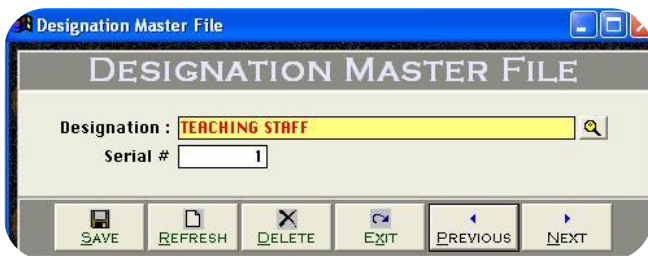 Designation Master File
DESIGNATION MASTER FILE
Designation : TEACHING STAFF
Serial # 1
SAVE REFRESH DELETE EXIT PREVIOUS NEXT